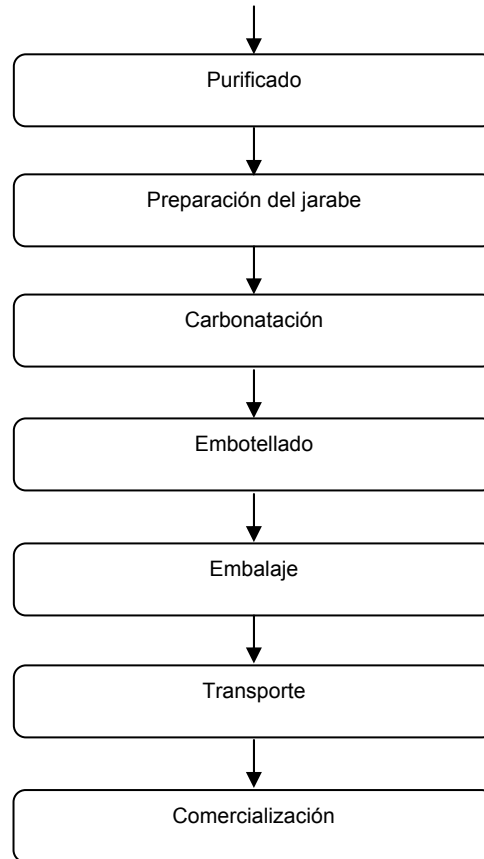 Purificado
Preparación del jarabe
Carbonatación
Embotellado
Embalaje
Transporte
Comercialización